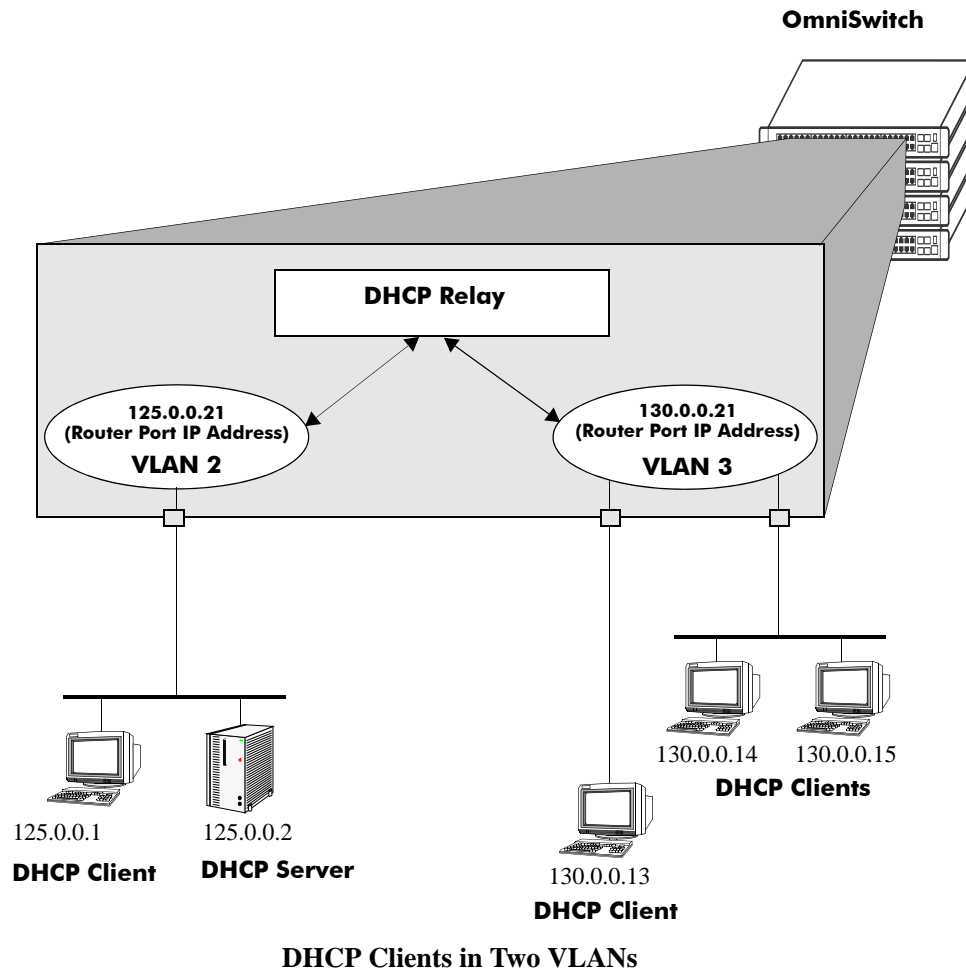 OmniSwitch
DHCP Relay
125.0.0.21
(Router Port IP Address)
VLAN 2
130.0.0.21
(Router Port IP Address)
VLAN 3
130.0.0.14
130.0.0.15
DHCP Clients
125.0.0.1
DHCP Client
125.0.0.2
DHCP Server
130.0.0.13
DHCP Client
DHCP Clients in Two VLANs